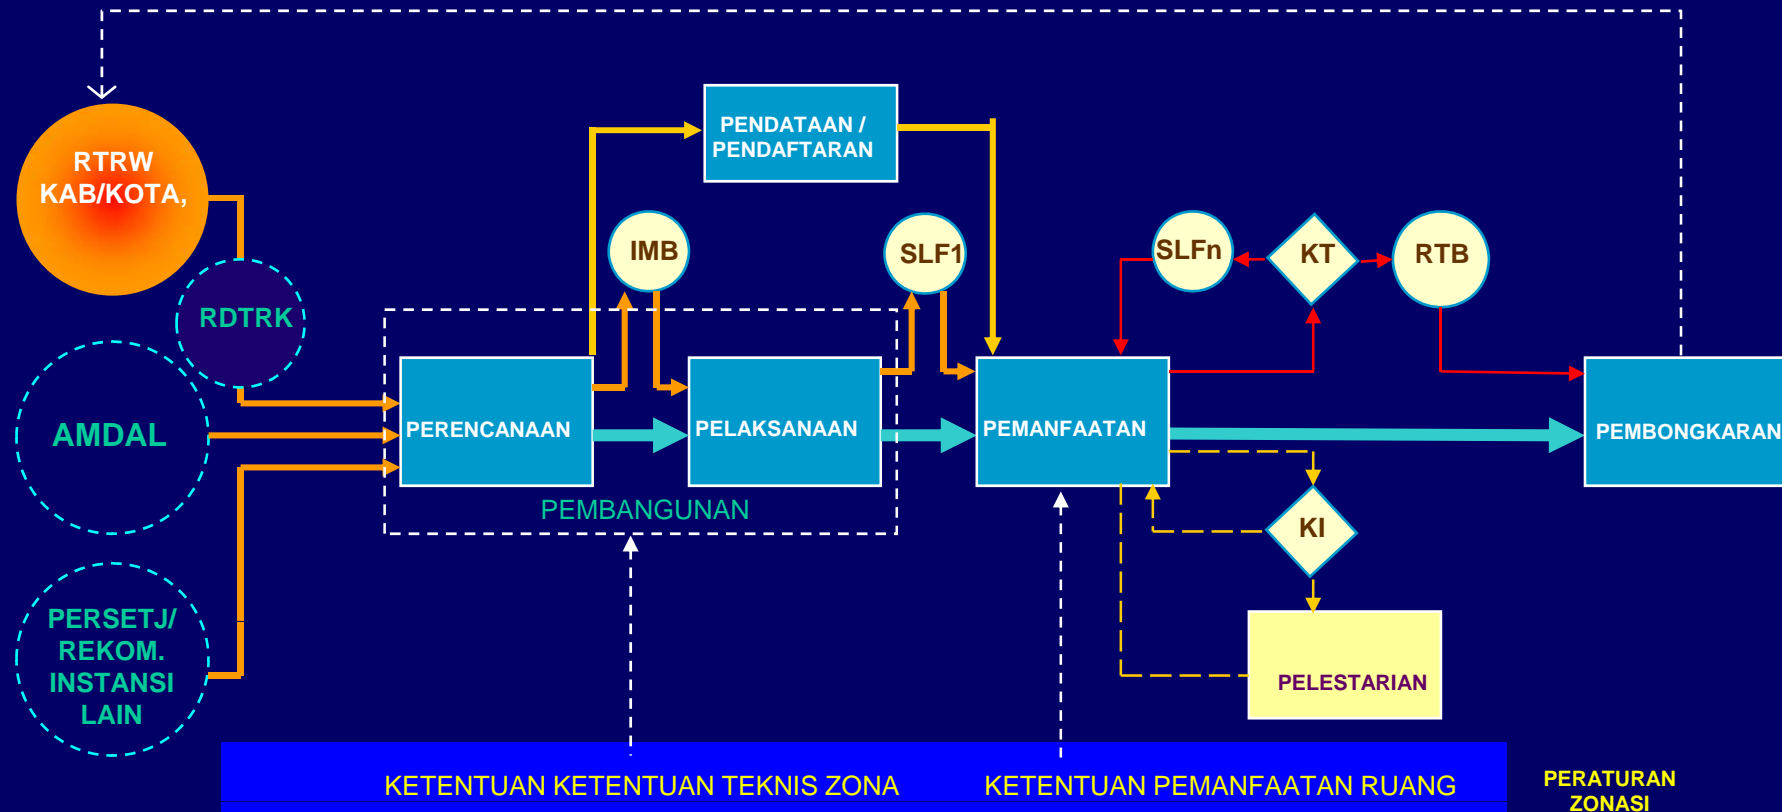 PENDATAAN /
PENDAFTARAN
RTRW
KAB/KOTA,
IMB
SLF1
SLFn
KT
RTB
RDTRK
AMDAL
PERENCANAAN
PELAKSANAAN
PEMANFAATAN
PEMBONGKARAN
PEMBANGUNAN
KI
PERSETJ/
REKOM.
INSTANSI
LAIN
PELESTARIAN
KETENTUAN KETENTUAN TEKNIS ZONA
KETENTUAN PEMANFAATAN RUANG
PERATURAN
ZONASI